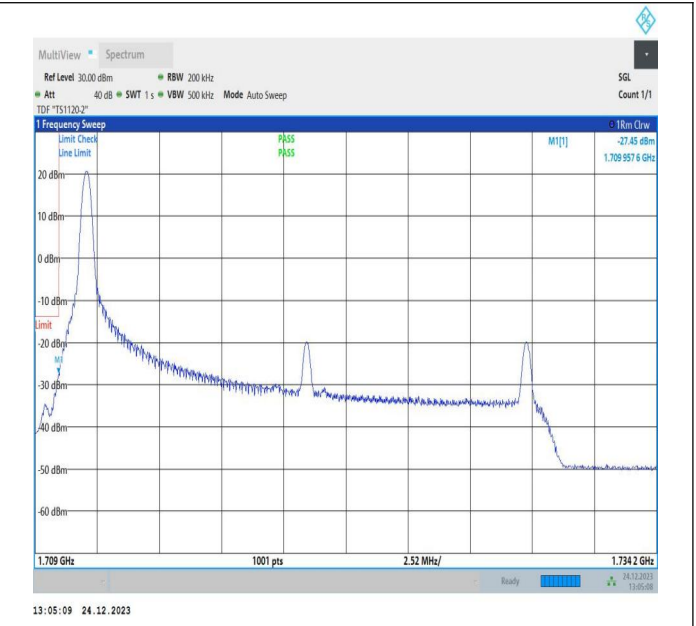 MultiView Spectrum
Ref Level 30.00 dBm RBW 200 kHz SGL
Att 40 dB SWT 1 s VBW 500 kHz Mode Auto Sweep Count 1/1
TDF "TS1120-2"
1 Frequency Sweep 1Rm Clrw
Limit Check PASS M1[1] -27.45 dBm
Line Limit PASS 1.709 957 6 GHz
20 dBm
10 dBm
0 dBm
-10 dBm
Limit
-20 dBm
M1
-30 dBm
-40 dBm
-50 dBm
-60 dBm
1.709 GHz 1001 pts 2.52 MHz/ 1.734 2 GHz
Ready 24.12.2023
13:05:08
13:05:09 24.12.2023